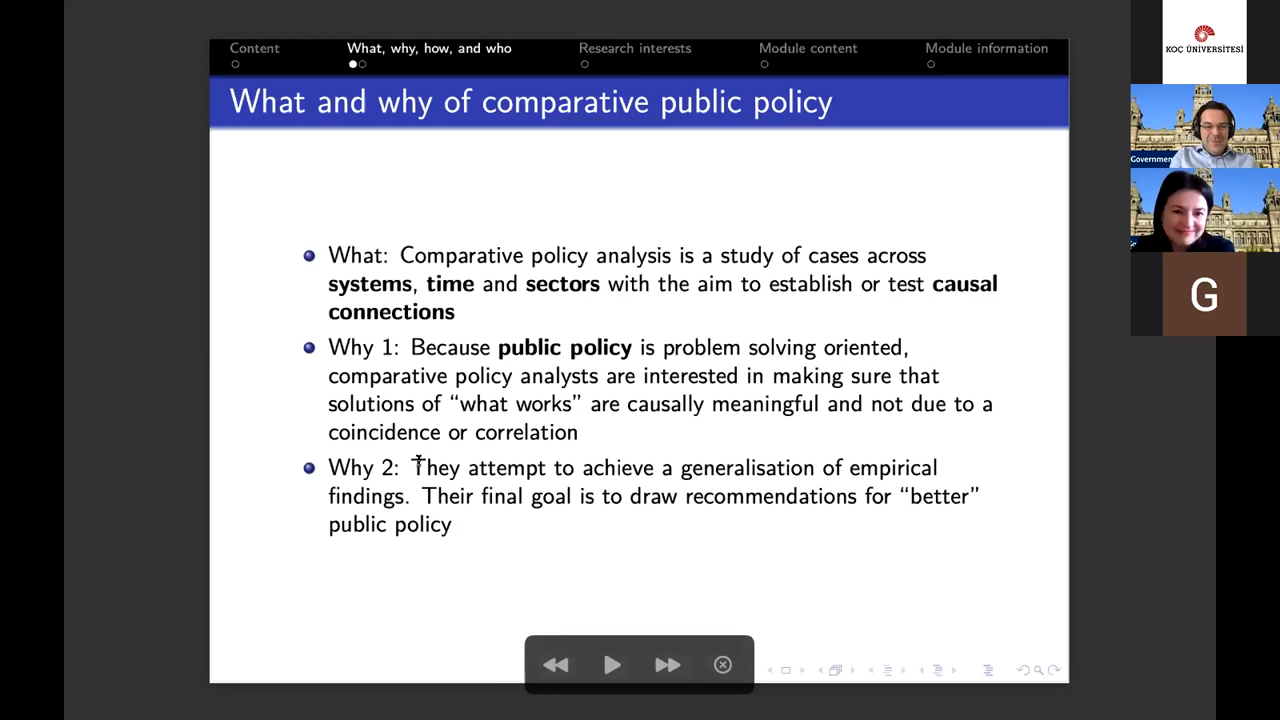 Content
What, why, how, and who
Research interests
Module content
Module information
What and why of comparative public policy
What: Comparative policy analysis is a study of cases across
systems, time and sectors with the aim to establish or test causal
connections
Why 1: Because public policy is problem solving oriented,
comparative policy analysts are interested in making sure that
solutions of “what works” are causally meaningful and not due to a
coincidence or correlation
Why 2: They attempt to achieve a generalisation of empirical
findings. Their final goal is to draw recommendations for “better”
public policy
KOÇ ÜNİVERSİTESİ
G